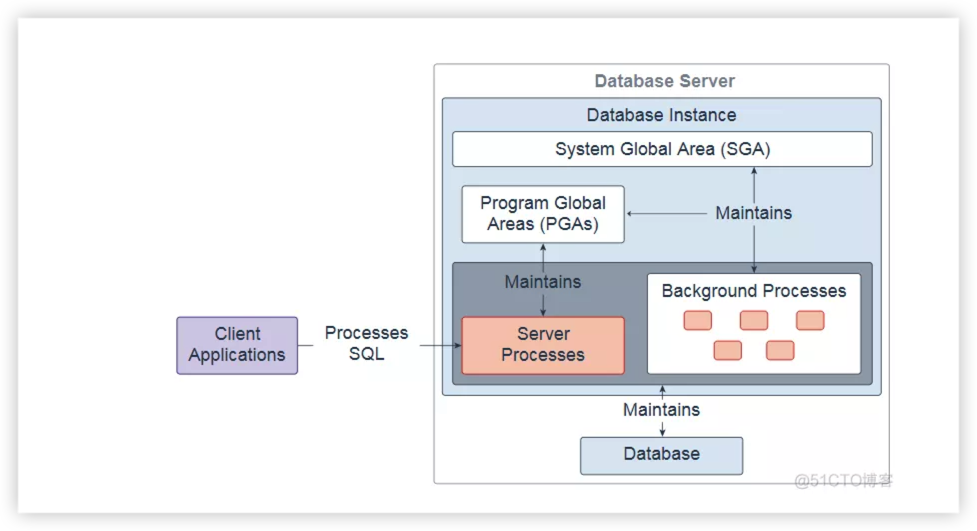 Database Server
Database Instance
System Global Area (SGA)
Program Global
Areas (PGAs)
Maintains
Maintains
Background Processes
Client
Applications
Processes
SQL
Server
Processes
Maintains
Database
@51CTO博客